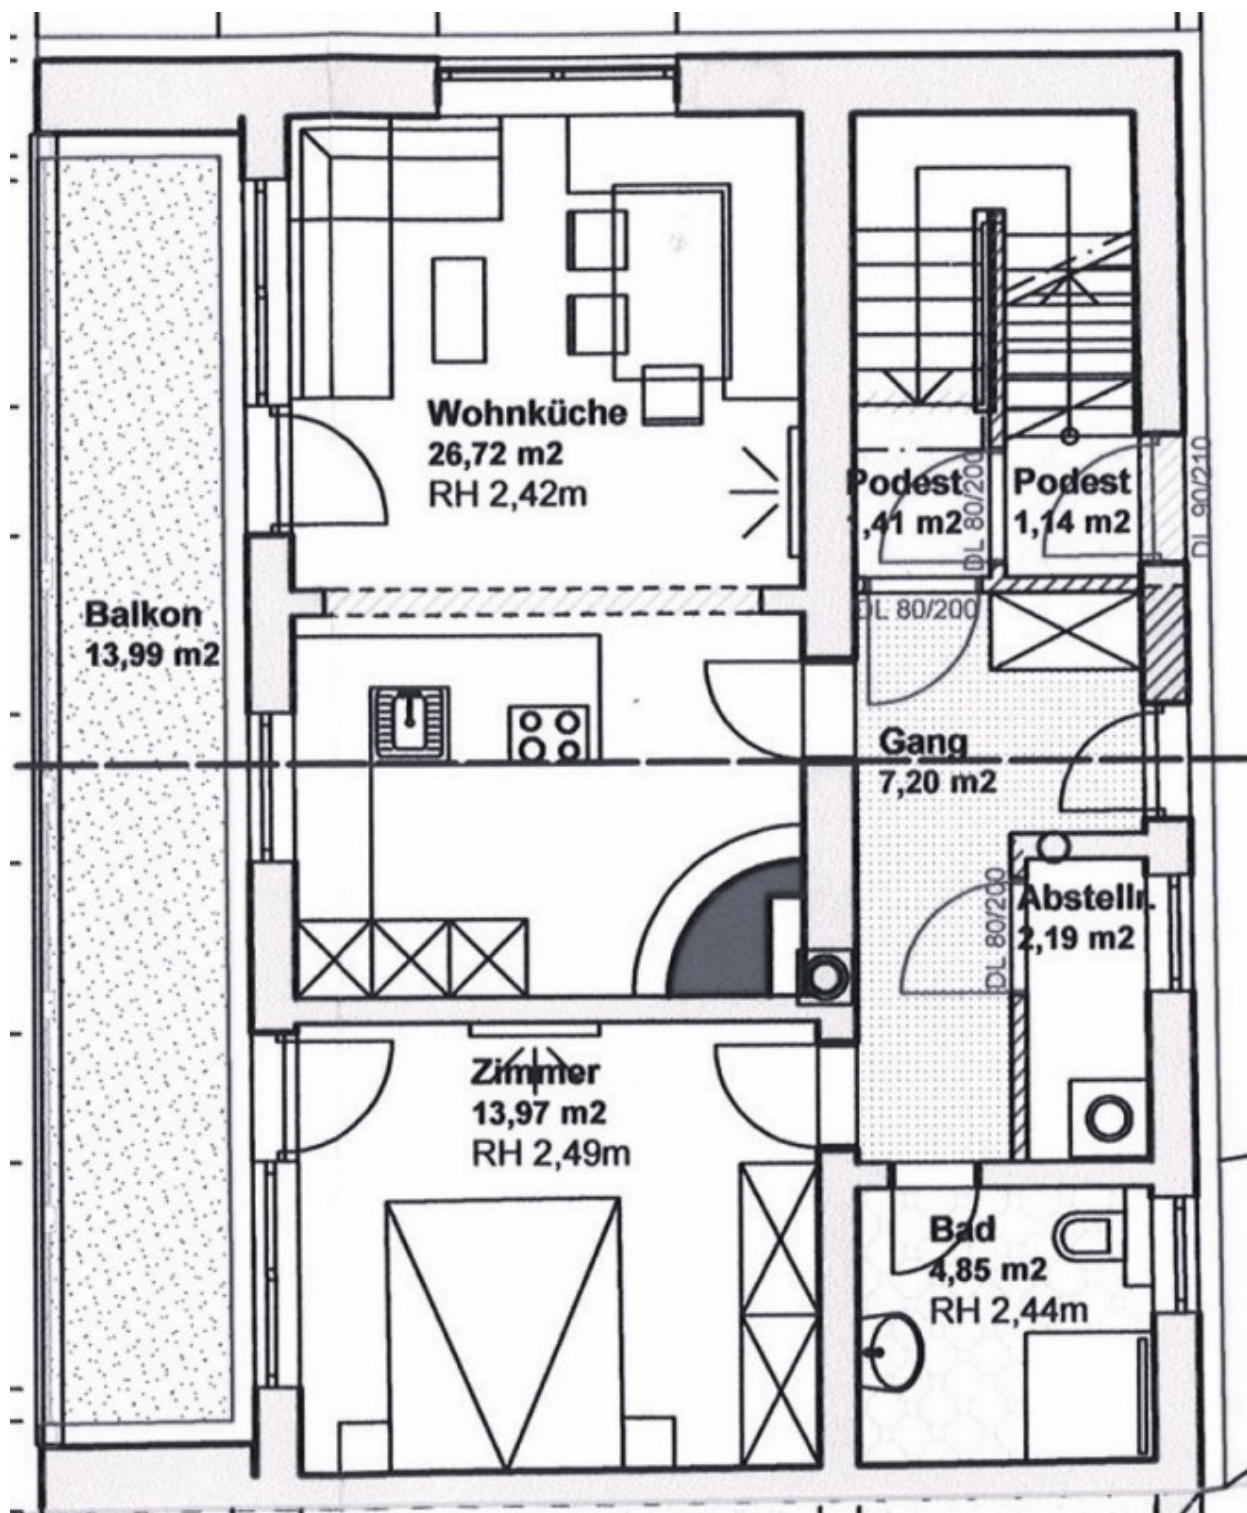 Wohnküche
26,72 m2
RH 2,42m
Podest
,41 m2
DL 80/200
Podest
1,14 m2
DL 90/210
Balkon
13,99 m2
DL 80/200
Gang
7,20 m2
DL 80/200
Abstellr.
2,19 m2
Zimmer
13,97 m2
RH 2,49m
Bad
4,85 m2
RH 2,44m